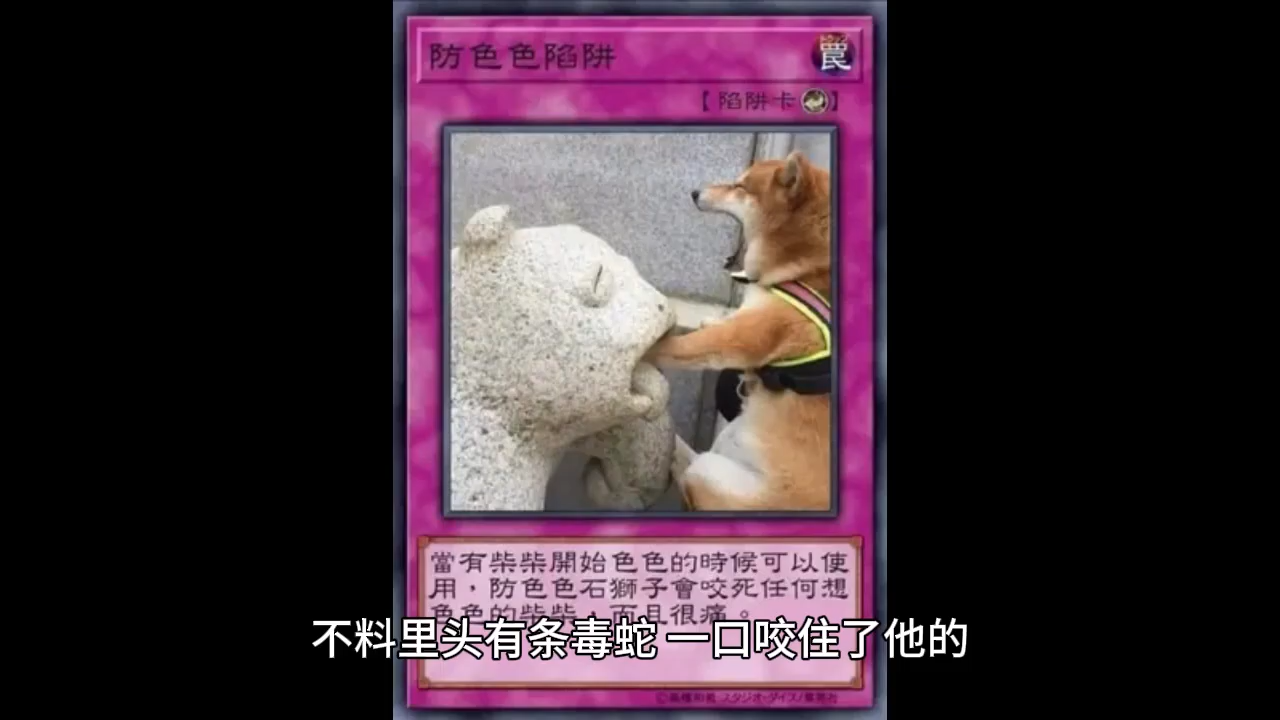 防色色陷阱
罠
【陷阱卡】
當有柴柴開始色色的時候可以使
用，防色色石獅子會咬死任何想
色色的柴柴，而且很痛。
不料里头有条毒蛇 一口咬住了他的